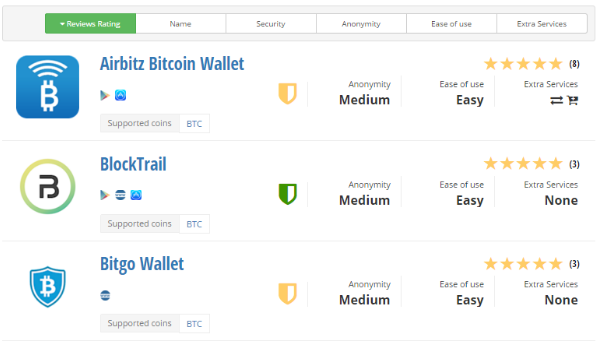 Reviews Rating Name Security Anonymity Ease of use Extra Services
Airbitz Bitcoin Wallet
(8)
Anonymity Ease of use Extra Services
Medium Easy
Supported coins BTC
BlockTrail
(3)
Anonymity Ease of use Extra Services
Medium Easy None
Supported coins BTC
Bitgo Wallet
(3)
Anonymity Ease of use Extra Services
Medium Easy None
Supported coins BTC